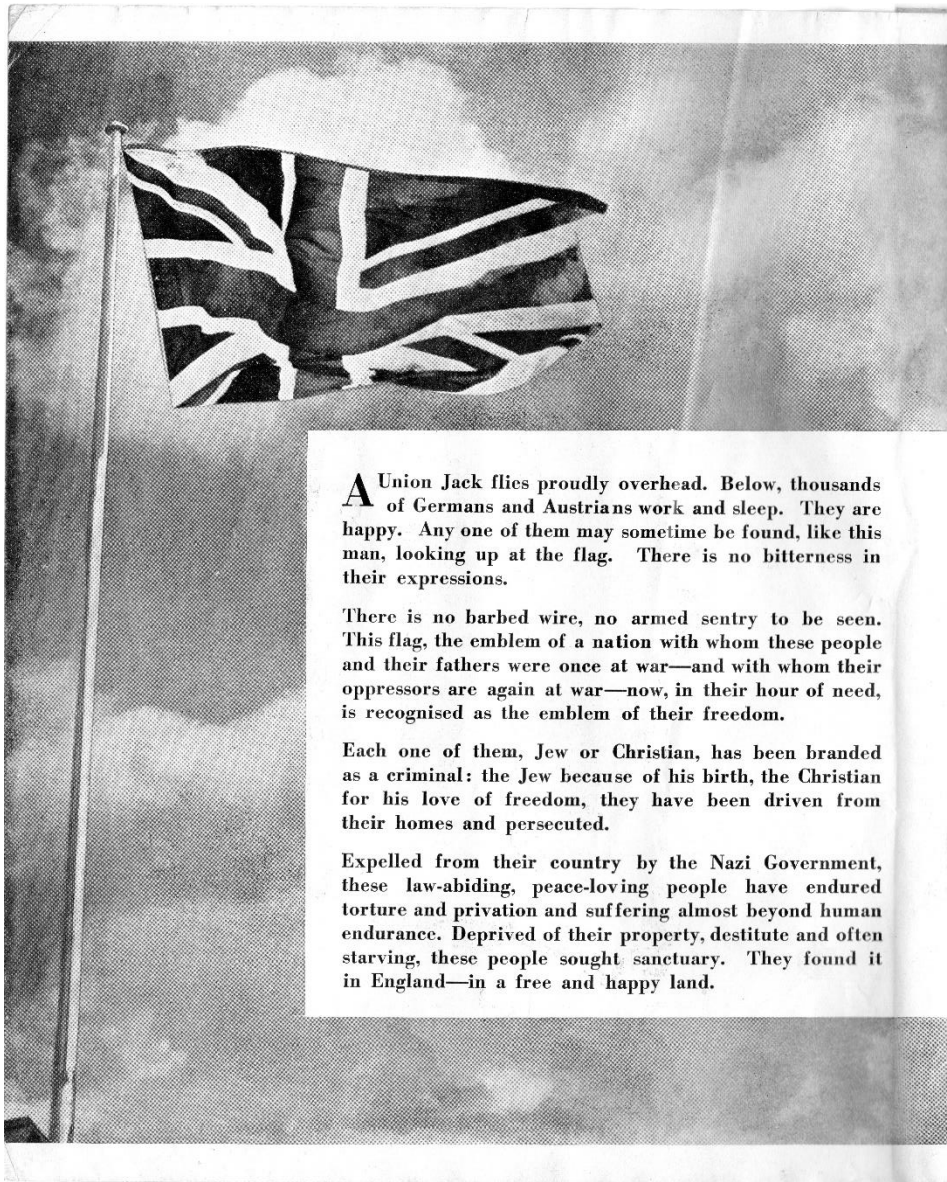 A Union Jack flies proudly overhead. Below, thousands
of Germans and Austrians work and sleep. They are
happy. Any one of them may sometime be found, like this
man, looking up at the flag. There is no bitterness in
their expressions.
There is no barbed wire, no armed sentry to be seen.
This flag, the emblem of a nation with whom these people
and their fathers were once at war—and with whom their
oppressors are again at war—now, in their hour of need,
is recognised as the emblem of their freedom.
Each one of them, Jew or Christian, has been branded
as a criminal: the Jew because of his birth, the Christian
for his love of freedom, they have been driven from
their homes and persecuted.
Expelled from their country by the Nazi Government,
these law-abiding, peace-loving people have endured
torture and privation and suffering almost beyond human
endurance. Deprived of their property, destitute and often
starving, these people sought sanctuary. They found it
in England—in a free and happy land.